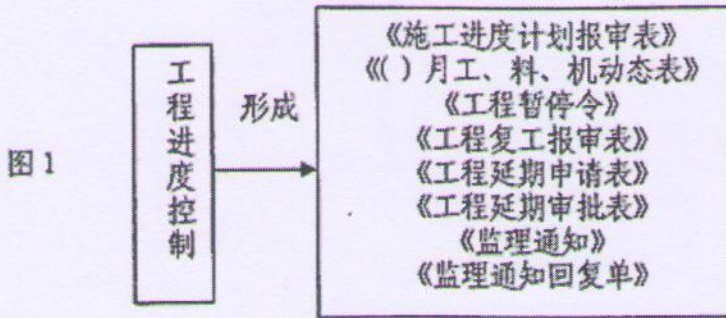 图1
工程进度控制
形成
《施工进度计划报审表》
《( )月工、料、机动态表》
《工程暂停令》
《工程复工报审表》
《工程延期申请表》
《工程延期审批表》
《监理通知》
《监理通知回复单》